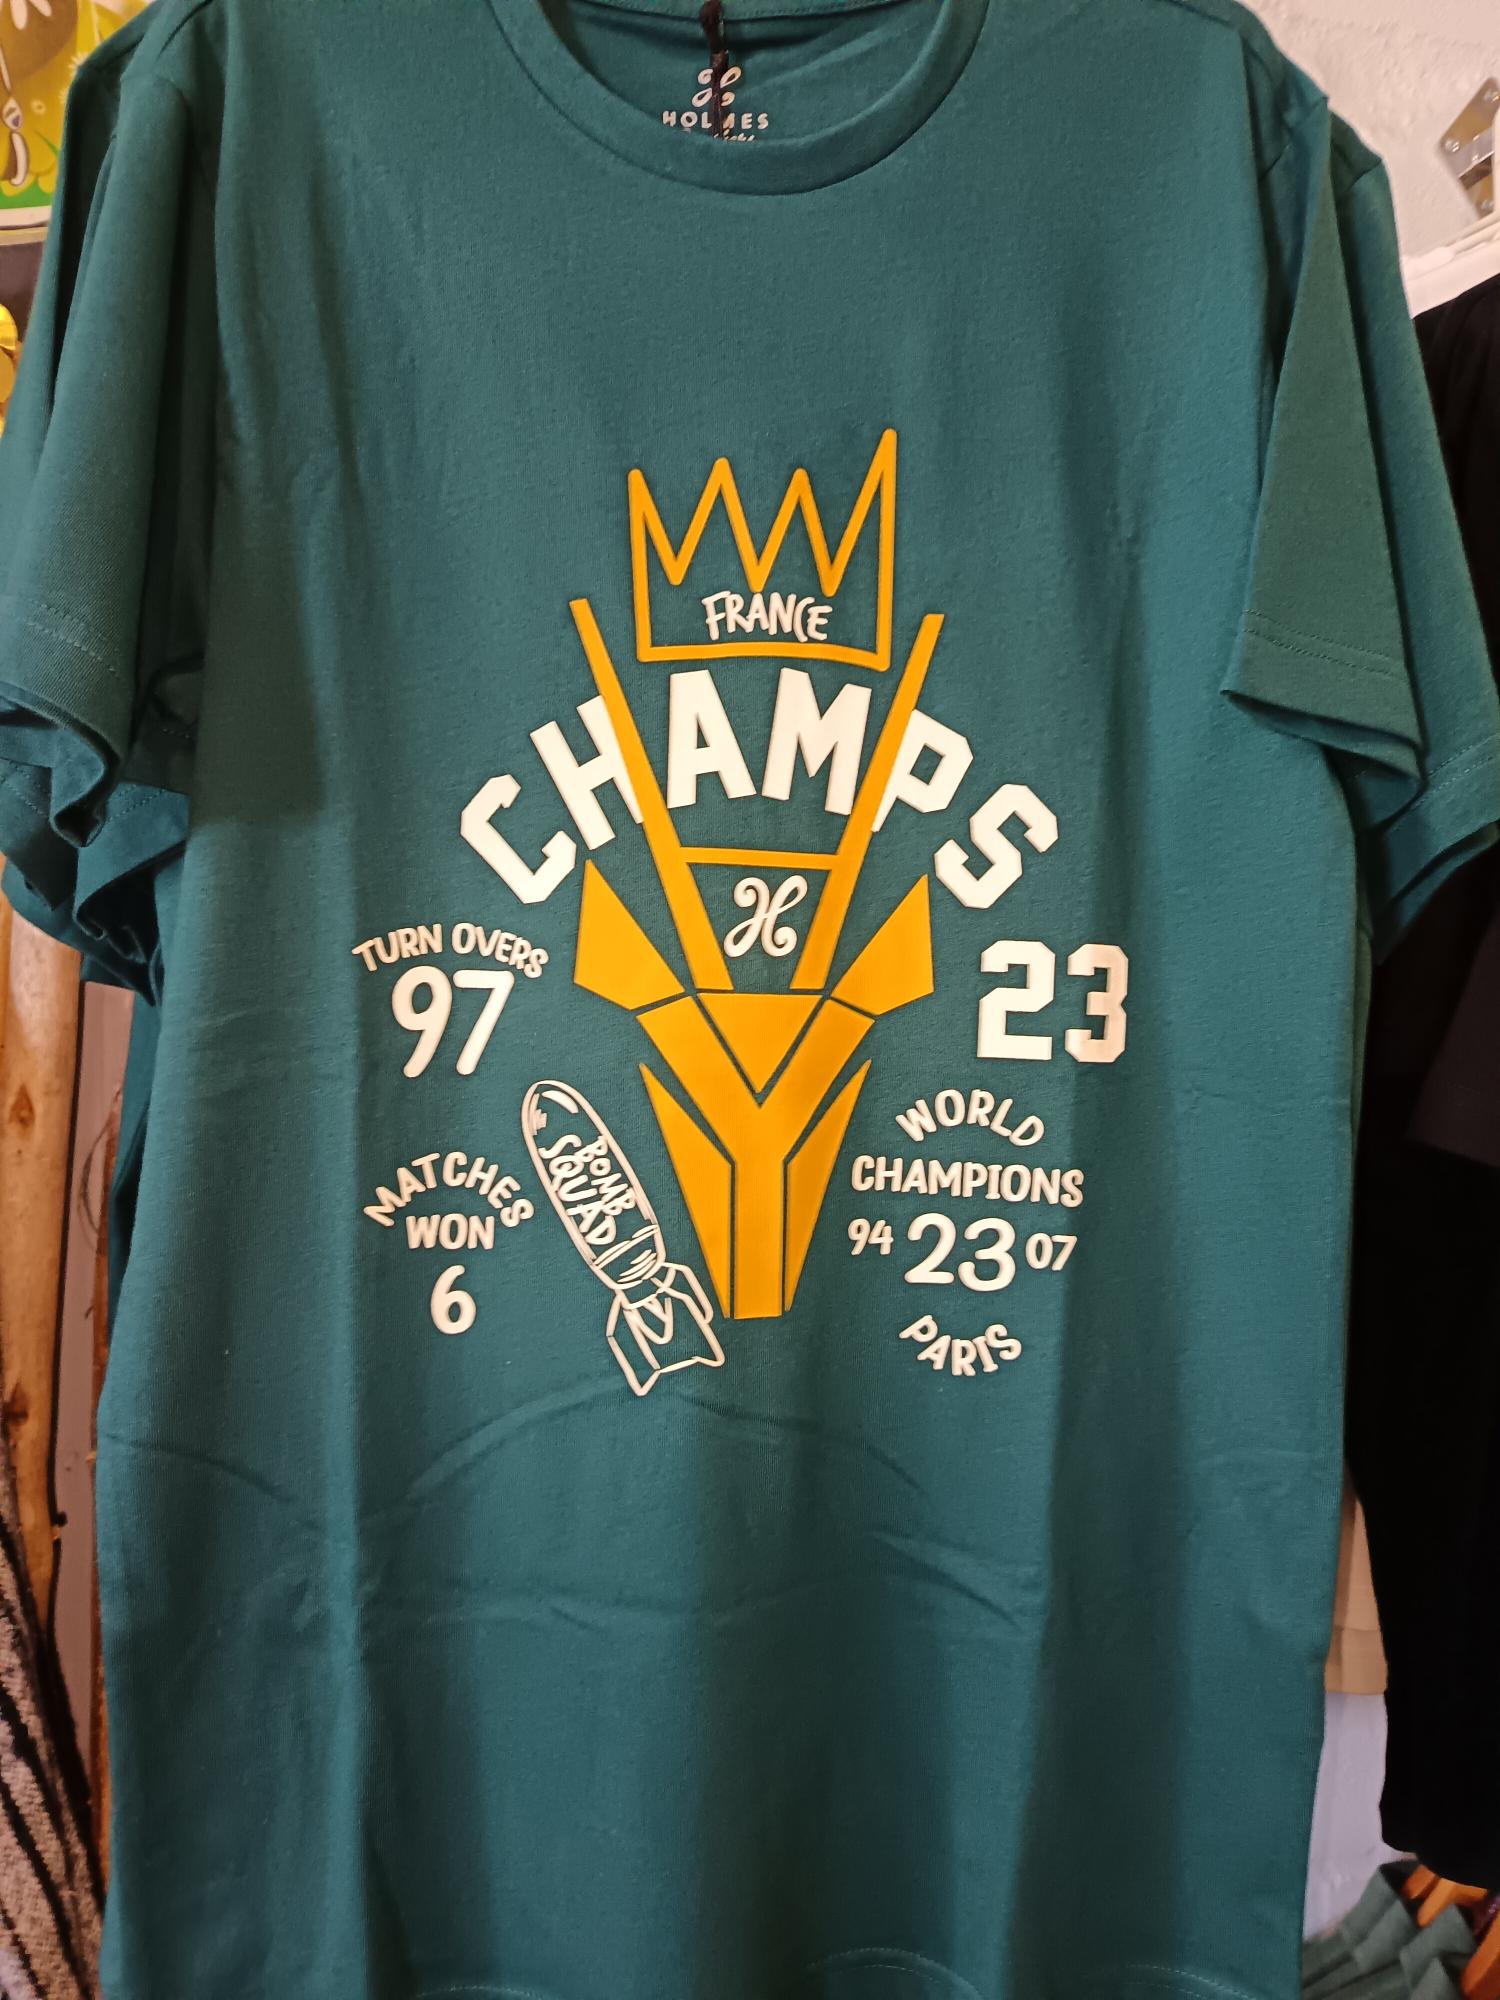 HOLMES
FRANCE
CHAMPS
H
TURN OVERS
97
23
MATCHES
WON
6
BOMB
SQUAD
WORLD
CHAMPIONS
94 23 07
PARIS